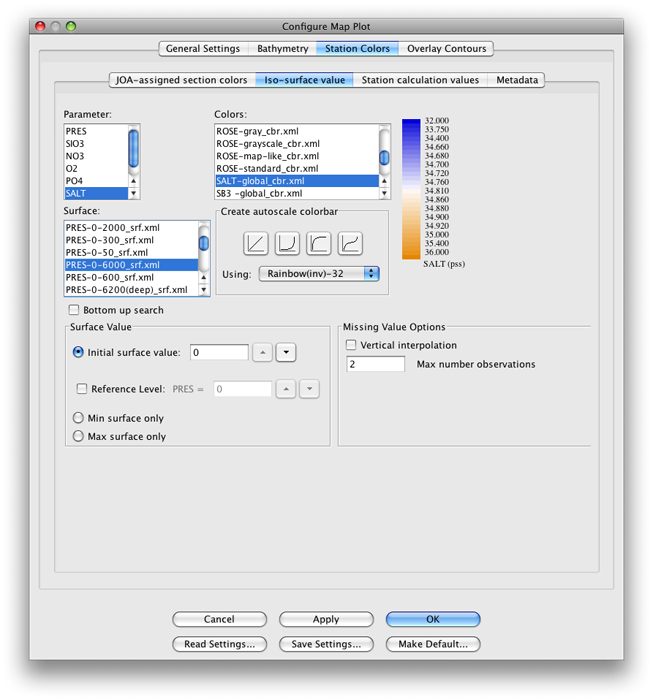 Configure Map Plot
General Settings Bathymetry Station Colors Overlay Contours
JOA-assigned section colors Iso-surface value Station calculation values Metadata
Parameter:
PRES
SIO3
NO3
O2
PO4
SALT
Colors:
ROSE-gray_cbr.xml
ROSE-grayscale_cbr.xml
ROSE-map-like_cbr.xml
ROSE-standard_cbr.xml
SALT-global_cbr.xml
SB3 -global_cbr.xml
32.000
33.750
34.400
34.600
34.660
34.700
34.720
34.760
34.810
34.860
34.880
34.900
34.920
35.000
35.400
36.000
SALT (pss)
Surface:
PRES-0-2000_srf.xml
PRES-0-300_srf.xml
PRES-0-50_srf.xml
PRES-0-6000_srf.xml
PRES-0-600_srf.xml
PRES-0-6200(deep)_srf.xml
Create autoscale colorbar
Using: Rainbow(inv)-32
Bottom up search
Surface Value
Initial surface value: 0
Reference Level: PRES = 0
Min surface only
Max surface only
Missing Value Options
Vertical interpolation
2 Max number observations
Cancel Apply OK
Read Settings... Save Settings... Make Default...